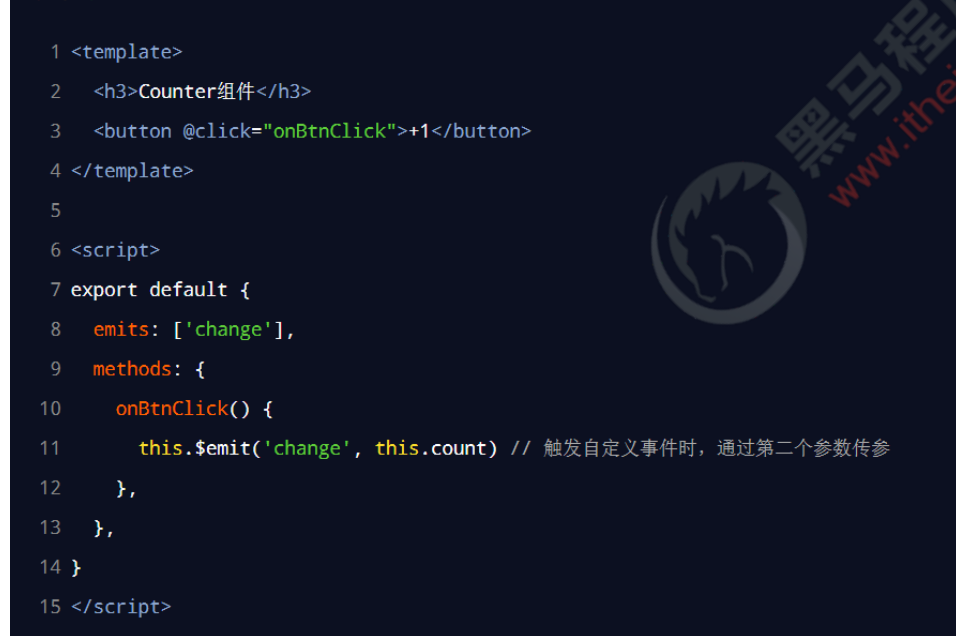 1 <template>
2   <h3>Counter组件</h3>
3   <button @click="onBtnClick">+1</button>
4 </template>
5
6 <script>
7 export default {
8   emits: ['change'],
9   methods: {
10     onBtnClick() {
11       this.$emit('change', this.count) // 触发自定义事件时，通过第二个参数传参
12     },
13   },
14 }
15 </script>
黑马程
www.ithei